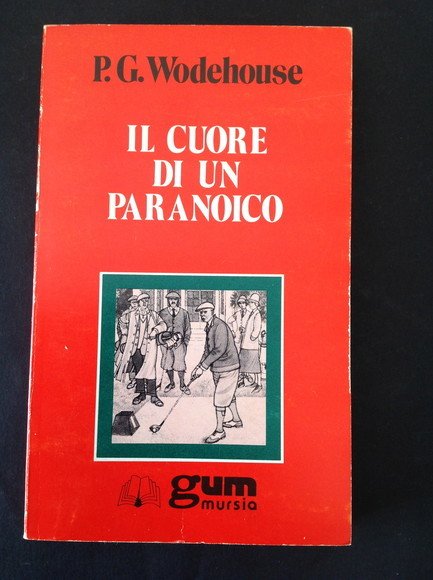 P. G. Wodehouse
IL CUORE
DI UN
PARANOICO
gum
mursia